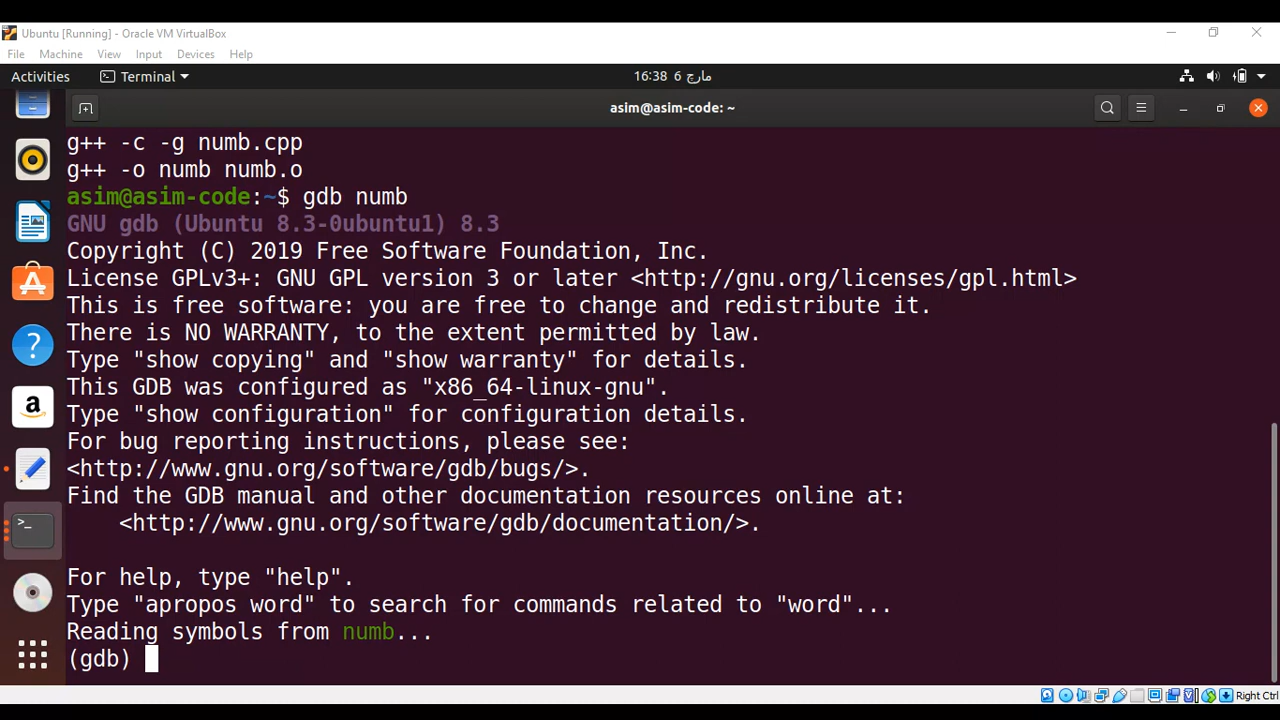 Ubuntu [Running] - Oracle VM VirtualBox
File Machine View Input Devices Help
Activities Terminal 16:38 6 مارچ
asim@asim-code: ~
g++ -c -g numb.cpp
g++ -o numb numb.o
asim@asim-code:~$ gdb numb
GNU gdb (Ubuntu 8.3-0ubuntu1) 8.3
Copyright (C) 2019 Free Software Foundation, Inc.
License GPLv3+: GNU GPL version 3 or later <http://gnu.org/licenses/gpl.html>
This is free software: you are free to change and redistribute it.
There is NO WARRANTY, to the extent permitted by law.
Type "show copying" and "show warranty" for details.
This GDB was configured as "x86_64-linux-gnu".
Type "show configuration" for configuration details.
For bug reporting instructions, please see:
<http://www.gnu.org/software/gdb/bugs/>.
Find the GDB manual and other documentation resources online at:
    <http://www.gnu.org/software/gdb/documentation/>.
For help, type "help".
Type "apropos word" to search for commands related to "word"...
Reading symbols from numb...
(gdb)
Right Ctrl